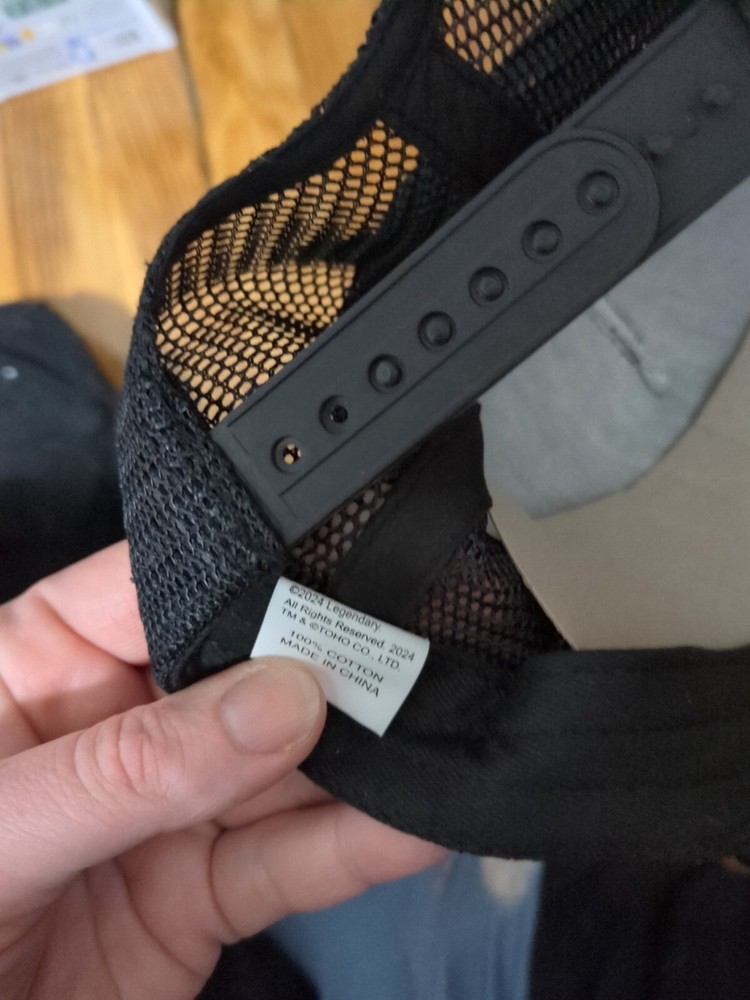 ©2024 Legendary.
All Rights Reserved. 2024
TM & ©TOHO CO., LTD.
100% COTTON
MADE IN CHINA